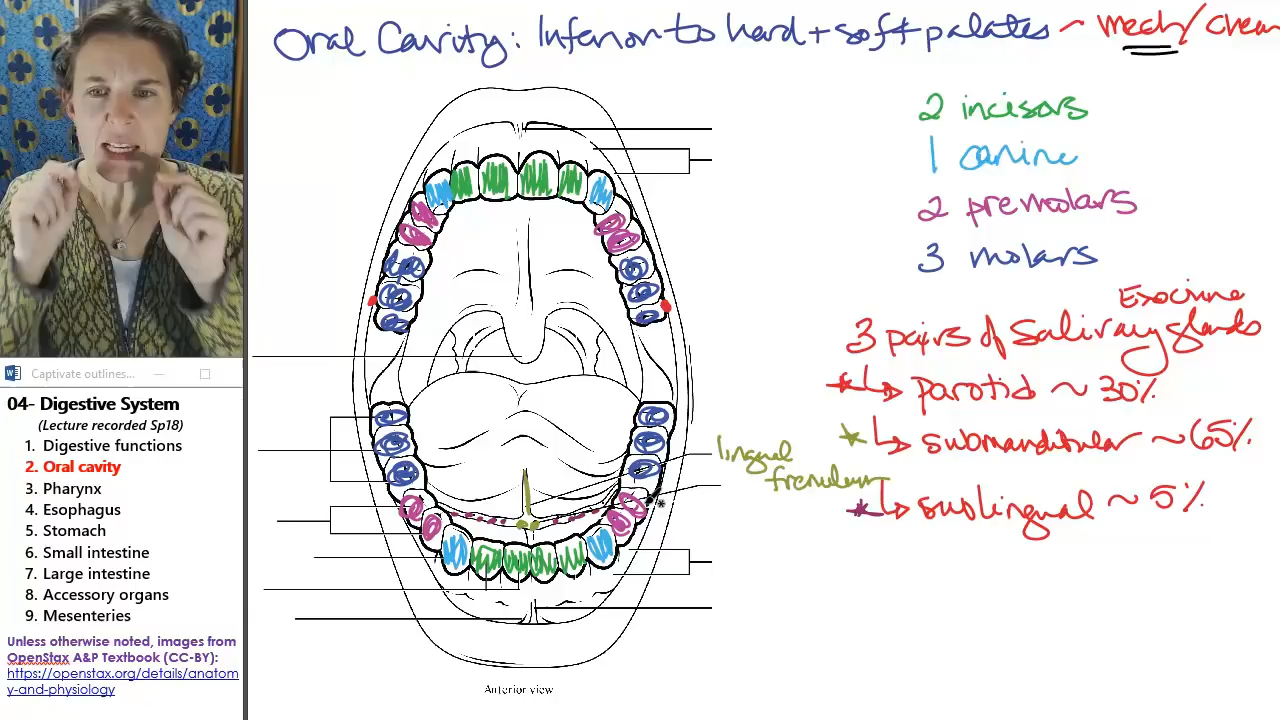 Oral Cavity: Inferior to hard + soft palates ~ mech/chem
2 incisors
1 canine
2 premolars
3 molars
Exocrine
3 pairs of salivary glands
* ↳ parotid ~ 30%
* ↳ submandibular ~ 65%
* ↳ sublingual ~ 5%
lingual
frenulum
*
Anterior view
Captivate outlines...
04- Digestive System
(Lecture recorded Sp18)
1. Digestive functions
2. Oral cavity
3. Pharynx
4. Esophagus
5. Stomach
6. Small intestine
7. Large intestine
8. Accessory organs
9. Mesenteries
Unless otherwise noted, images from
OpenStax A&P Textbook (CC-BY):
https://openstax.org/details/anatom
y-and-physiology